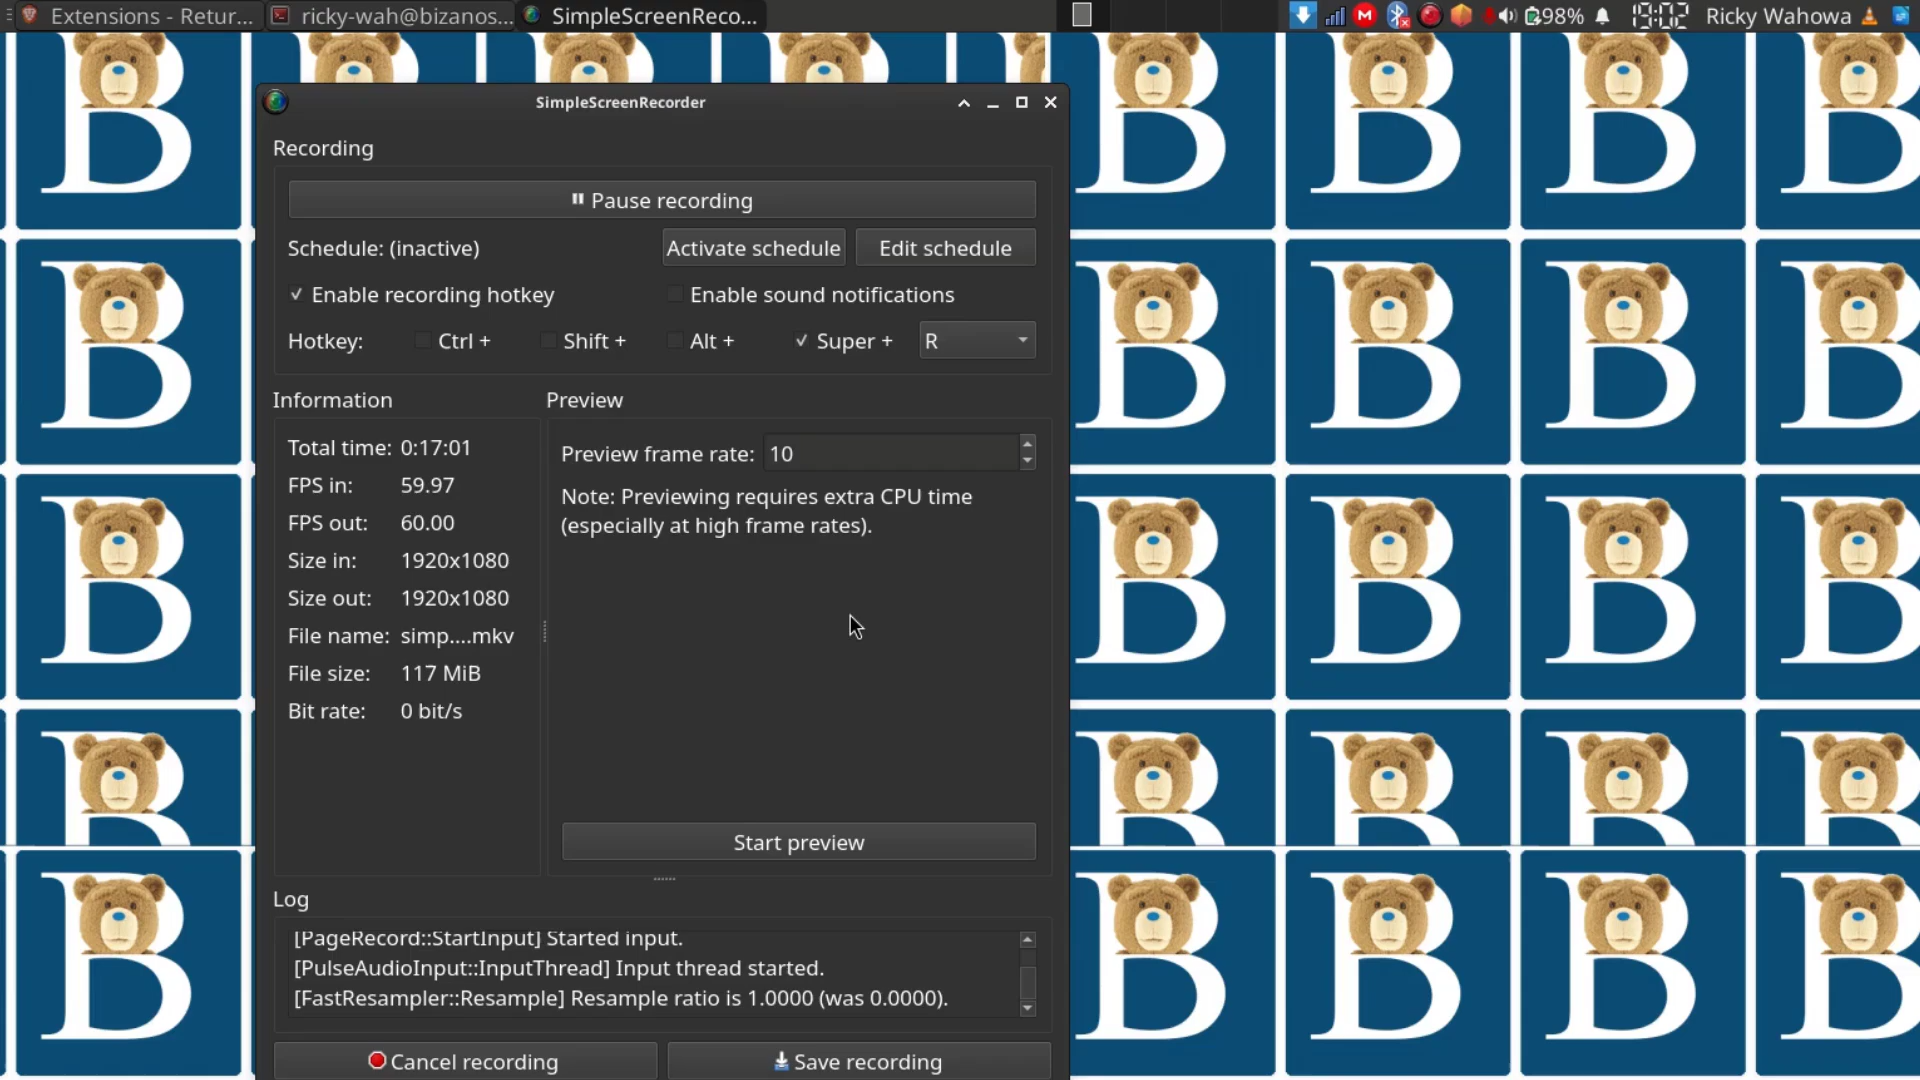 Extensions - Retur...
ricky-wah@bizanos...
SimpleScreenReco...
98%
19:02
Ricky Wahowa
SimpleScreenRecorder
Recording
Pause recording
Schedule: (inactive)
Activate schedule
Edit schedule
Enable recording hotkey
Enable sound notifications
Hotkey:
Ctrl +
Shift +
Alt +
Super +
R
Information
Total time: 0:17:01
FPS in: 59.97
FPS out: 60.00
Size in: 1920x1080
Size out: 1920x1080
File name: simp....mkv
File size: 117 MiB
Bit rate: 0 bit/s
Preview
Preview frame rate: 10
Note: Previewing requires extra CPU time
(especially at high frame rates).
Start preview
Log
[PageRecord::StartInput] Started input.
[PulseAudioInput::InputThread] Input thread started.
[FastResampler::Resample] Resample ratio is 1.0000 (was 0.0000).
Cancel recording
Save recording